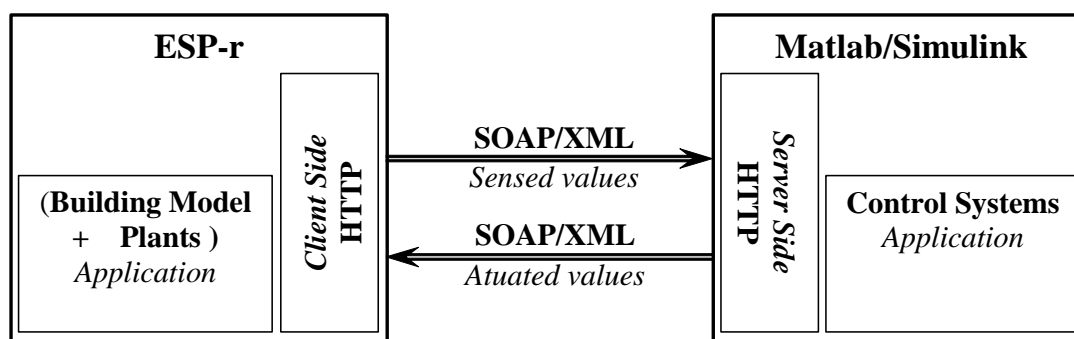 ESP-r
(Building Model
+ Plants )
Application
Client Side
HTTP
SOAP/XML
Sensed values
SOAP/XML
Atuated values
Matlab/Simulink
Server Side
HTTP
Control Systems
Application